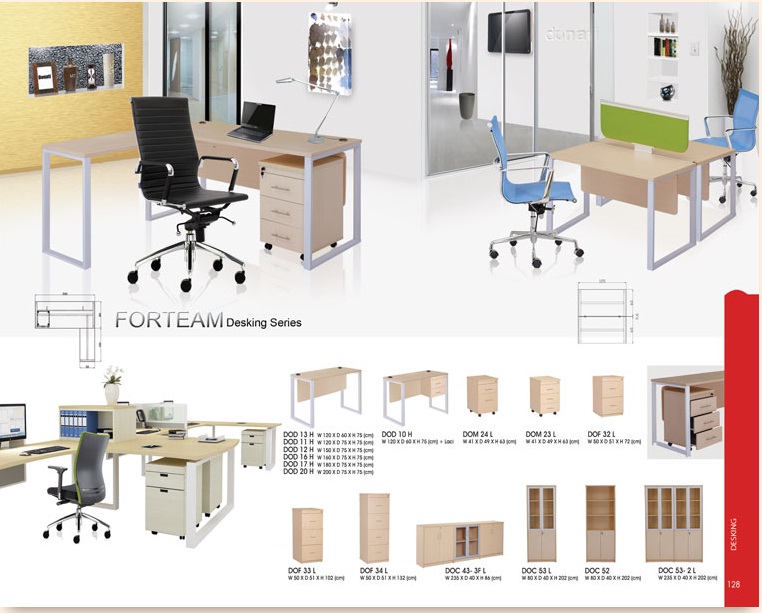 donati
FORTEAM Desking Series
DOD 13 H W 120 X D 60 X H 75 (cm)
DOD 11 H W 120 X D 75 X H 75 (cm)
DOD 12 H W 150 X D 75 X H 75 (cm)
DOD 16 H W 160 X D 75 X H 75 (cm)
DOD 17 H W 180 X D 75 X H 75 (cm)
DOD 20 H W 200 X D 75 X H 75 (cm)
DOD 10 H
W 120 X D 60 X H 75 (cm) + Laci
DOM 24 L
W 41 X D 49 X H 63 (cm)
DOM 23 L
W 41 X D 49 X H 63 (cm)
DOF 32 L
W 50 X D 51 X H 72 (cm)
DOF 33 L
W 50 X D 51 X H 102 (cm)
DOF 34 L
W 50 X D 51 X H 132 (cm)
DOC 43- 3F L
W 235 X D 40 X H 86 (cm)
DOC 53 L
W 80 X D 40 X H 202 (cm)
DOC 52
W 80 X D 40 X H 202 (cm)
DOC 53- 2 L
W 235 X D 40 X H 202 (cm)
DESKING
128